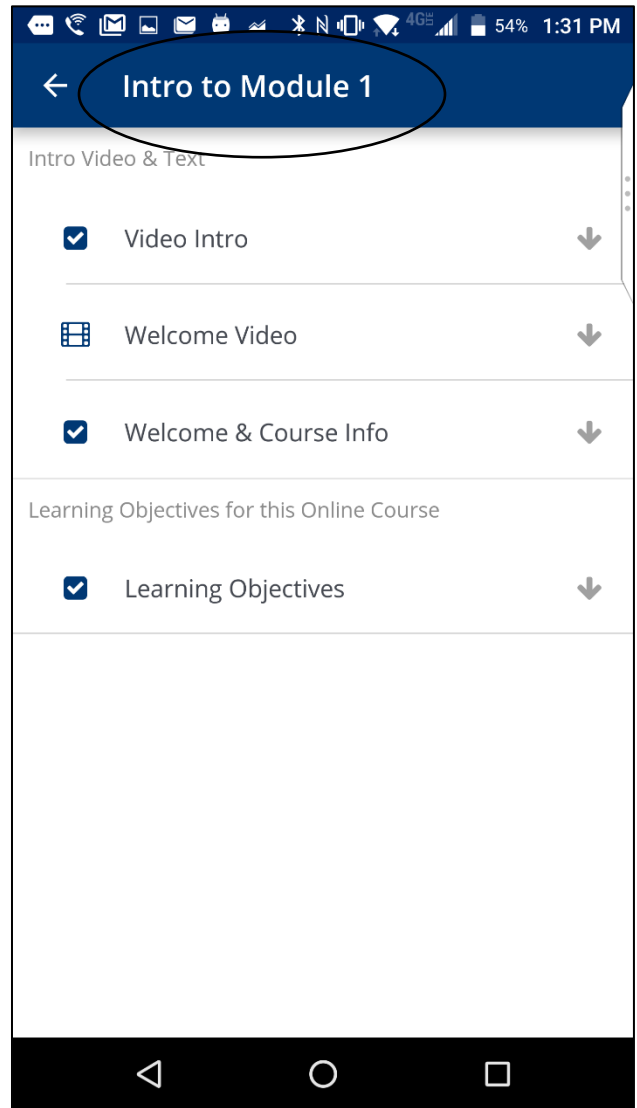 4GE 54% 1:31 PM
Intro to Module 1
Intro Video & Text
Video Intro
Welcome Video
Welcome & Course Info
Learning Objectives for this Online Course
Learning Objectives